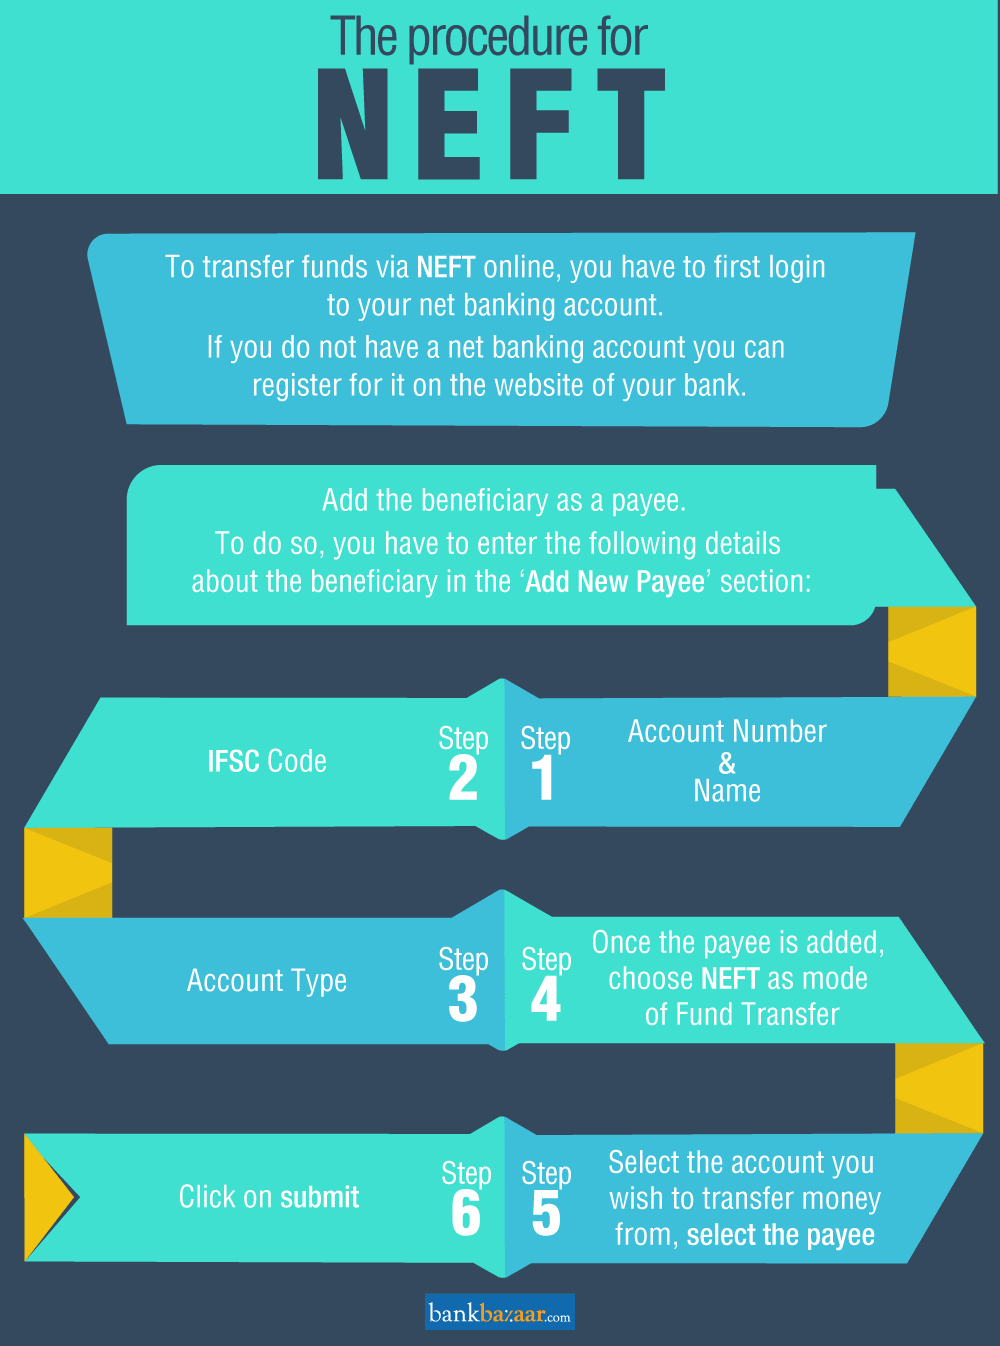 The procedure for
NEFT
To transfer funds via NEFT online, you have to first login
to your net banking account.
If you do not have a net banking account you can
register for it on the website of your bank.
Add the beneficiary as a payee.
To do so, you have to enter the following details
about the beneficiary in the ‘Add New Payee’ section:
Step
1
Account Number
&
Name
Step
2
IFSC Code
Step
3
Account Type
Step
4
Once the payee is added,
choose NEFT as mode
of Fund Transfer
Step
5
Select the account you
wish to transfer money
from, select the payee
Step
6
Click on submit
bankbazaar.com